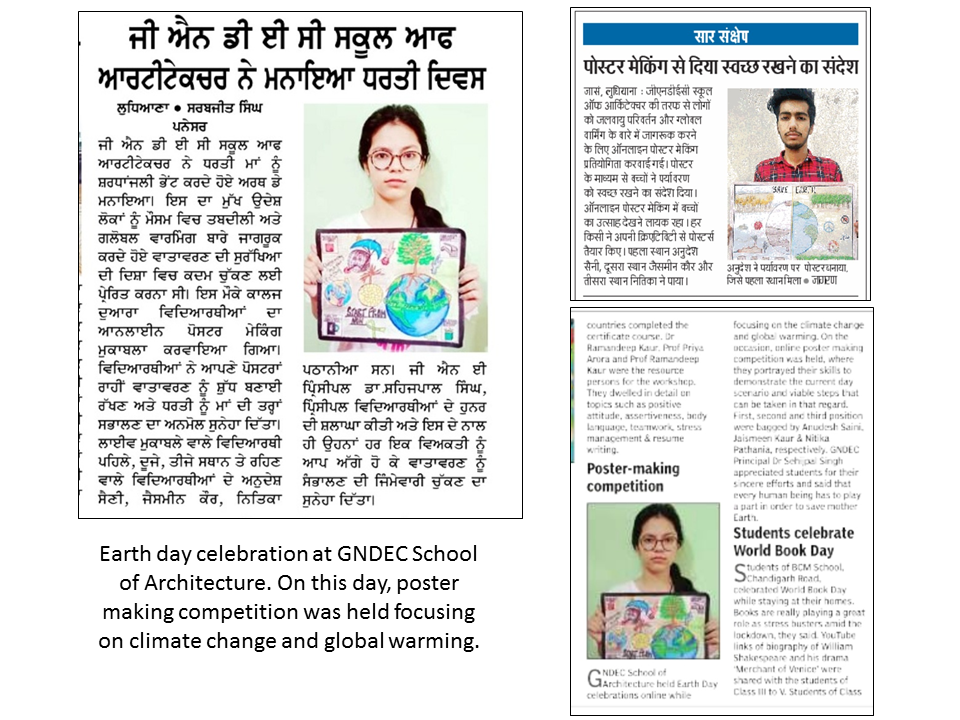 ਜੀ ਐਨ ਡੀ ਈ ਸੀ ਸਕੂਲ ਆਫ
ਆਰਟੀਟੇਕਚਰ ਨੇ ਮਨਾਇਆ ਧਰਤੀ ਦਿਵਸ
ਲੁਧਿਆਣਾ • ਸਰਬਜੀਤ ਸਿੰਘ
ਪਨੇਸਰ
ਜੀ ਐਨ ਡੀ ਈ ਸੀ ਸਕੂਲ ਆਫ
ਆਰਟੀਟੇਕਚਰ ਨੇ ਧਰਤੀ ਮਾਂ ਨੂੰ
ਸ਼ਰਧਾਂਜਲੀ ਭੇੱਟ ਕਰਦੇ ਹੋਏ ਅਰਥ ਡੇ
ਮਨਾਇਆ। ਇਸ ਦਾ ਮੁੱਖ ਉਦੇਸ਼
ਲੋਕਾਂ ਨੂੰ ਮੌਸਮ ਵਿਚ ਤਬਦੀਲੀ ਅਤੇ
ਗਲੋਬਲ ਵਾਰਮਿੰਗ ਬਾਰੇ ਜਾਗਰੂਕ
ਕਰਦੇ ਹੋਏ ਵਾਤਾਵਰਣ ਦੀ ਸੁਰੱਖਿਆ
ਦੀ ਦਿਸ਼ਾ ਵਿਚ ਕਦਮ ਚੁੱਕਣ ਲਈ
ਪ੍ਰੇਰਿਤ ਕਰਨਾ ਸੀ। ਇਸ ਮੌਕੇ ਕਾਲਜ
ਦੁਆਰਾ ਵਿਦਿਆਰਥੀਆਂ ਦਾ
ਆਨਲਾਈਨ ਪੋਸਟਰ ਮੇਕਿੰਗ
ਮੁਕਾਬਲਾ ਕਰਵਾਇਆ ਗਿਆ।
ਵਿਦਿਆਰਥੀਆਂ ਨੇ ਆਪਣੇ ਪੋਸਟਰਾਂ
ਰਾਹੀਂ ਵਾਤਾਵਰਣ ਨੂੰ ਸ਼ੁੱਧ ਬਣਾਈ
ਰੱਖਣ ਅਤੇ ਧਰਤੀ ਨੂੰ ਮਾਂ ਦੀ ਤਰ੍ਹਾਂ
ਸਭਾਲਣ ਦਾ ਅਨਮੋਲ ਸੁਨੇਹਾ ਦਿੱਤਾ।
ਲਾਈਵ ਮੁਕਾਬਲੇ ਵਾਲੇ ਵਿਦਿਆਰਥੀ
ਪਹਿਲੇ, ਦੂਜੇ, ਤੀਜੇ ਸਥਾਨ ਤੇ ਰਹਿਣ
ਵਾਲੇ ਵਿਦਿਆਰਥੀਆਂ ਦੇ ਅਨੁਦੇਸ਼
ਸੈਣੀ, ਜੈਸਮੀਨ ਕੌਰ, ਨਿਤਿਕਾ
START FROM
ਪਠਾਨੀਆ ਸਨ। ਜੀ ਐਨ ਈ
ਪ੍ਰਿੰਸੀਪਲ ਡਾ.ਸਹਿਜਪਾਲ ਸਿੰਘ,
ਪ੍ਰਿੰਸੀਪਲ ਵਿਦਿਆਰਥੀਆਂ ਦੇ ਹੁਨਰ
ਦੀ ਸ਼ਲਾਘਾ ਕੀਤੀ ਅਤੇ ਇਸ ਦੇ ਨਾਲ
ਹੀ ਉਹਨਾਂ ਹਰ ਇਕ ਵਿਅਕਤੀ ਨੂੰ
ਆਪ ਅੱਗੇ ਹੋ ਕੇ ਵਾਤਾਵਰਣ ਨੂੰ
ਸੰਭਾਲਣ ਦੀ ਜਿੰਮੇਵਾਰੀ ਚੁੱਕਣ ਦਾ
ਸੁਨੇਹਾ ਦਿੱਤਾ।
Earth day celebration at GNDEC School
of Architecture. On this day, poster
making competition was held focusing
on climate change and global warming.
सार संक्षेप
पोस्टर मेकिंग से दिया स्वच्छ रखने का संदेश
जासं, लुधियाना : जीएनडीईसी स्कूल
ऑफ आर्किटेक्चर की तरफ से लोगों
को जलवायु परिवर्तन और ग्लोबल
वार्मिंग के बारे में जागरूक करने
के लिए ऑनलाइन पोस्टर मेकिंग
प्रतियोगिता करवाई गई। पोस्टर
के माध्यम से बच्चों ने पर्यावरण
को स्वच्छ रखने का संदेश दिया।
ऑनलाइन पोस्टर मेकिंग में बच्चों
का उत्साह देखने लायक रहा। हर
किसी ने अपनी क्रिएटिविटी से पोस्टर्स
तैयार किए। पहला स्थान अनुदेश
सैनी, दूसरा स्थान जैसमीन कौर और
तीसरा स्थान नितिका ने पाया।
SAVE EARTH
अनुदेश ने पर्यावरण पर पोस्टर बनाया,
जिसे पहला स्थान मिला • जागरण
countries completed the
certificate course. Dr
Ramandeep Kaur, Prof Priya
Arora and Prof Ramandeep
Kaur were the resource
persons for the workshop.
They dwelled in detail on
topics such as positive
attitude, assertiveness, body
language, teamwork, stress
management & resume
writing.
Poster-making
competition
GNDEC School of
Architecture held Earth Day
celebrations online while
focusing on the climate change
and global warming. On the
occasion, online poster making
competition was held, where
they portrayed their skills to
demonstrate the current day
scenario and viable steps that
can be taken in that regard.
First, second and third position
were bagged by Anudesh Saini,
Jaismeen Kaur & Nitika
Pathania, respectively. GNDEC
Principal Dr Sehijpal Singh
appreciated students for their
sincere efforts and said that
every human being has to play
a part in order to save mother
Earth.
Students celebrate
World Book Day
Students of BCM School,
Chandigarh Road,
celebrated World Book Day
while staying at their homes.
Books are really playing a great
role as stress busters amid the
lockdown, they said. YouTube
links of biography of William
Shakespeare and his drama
'Merchant of Venice' were
shared with the students of
Class III to V. Students of Class